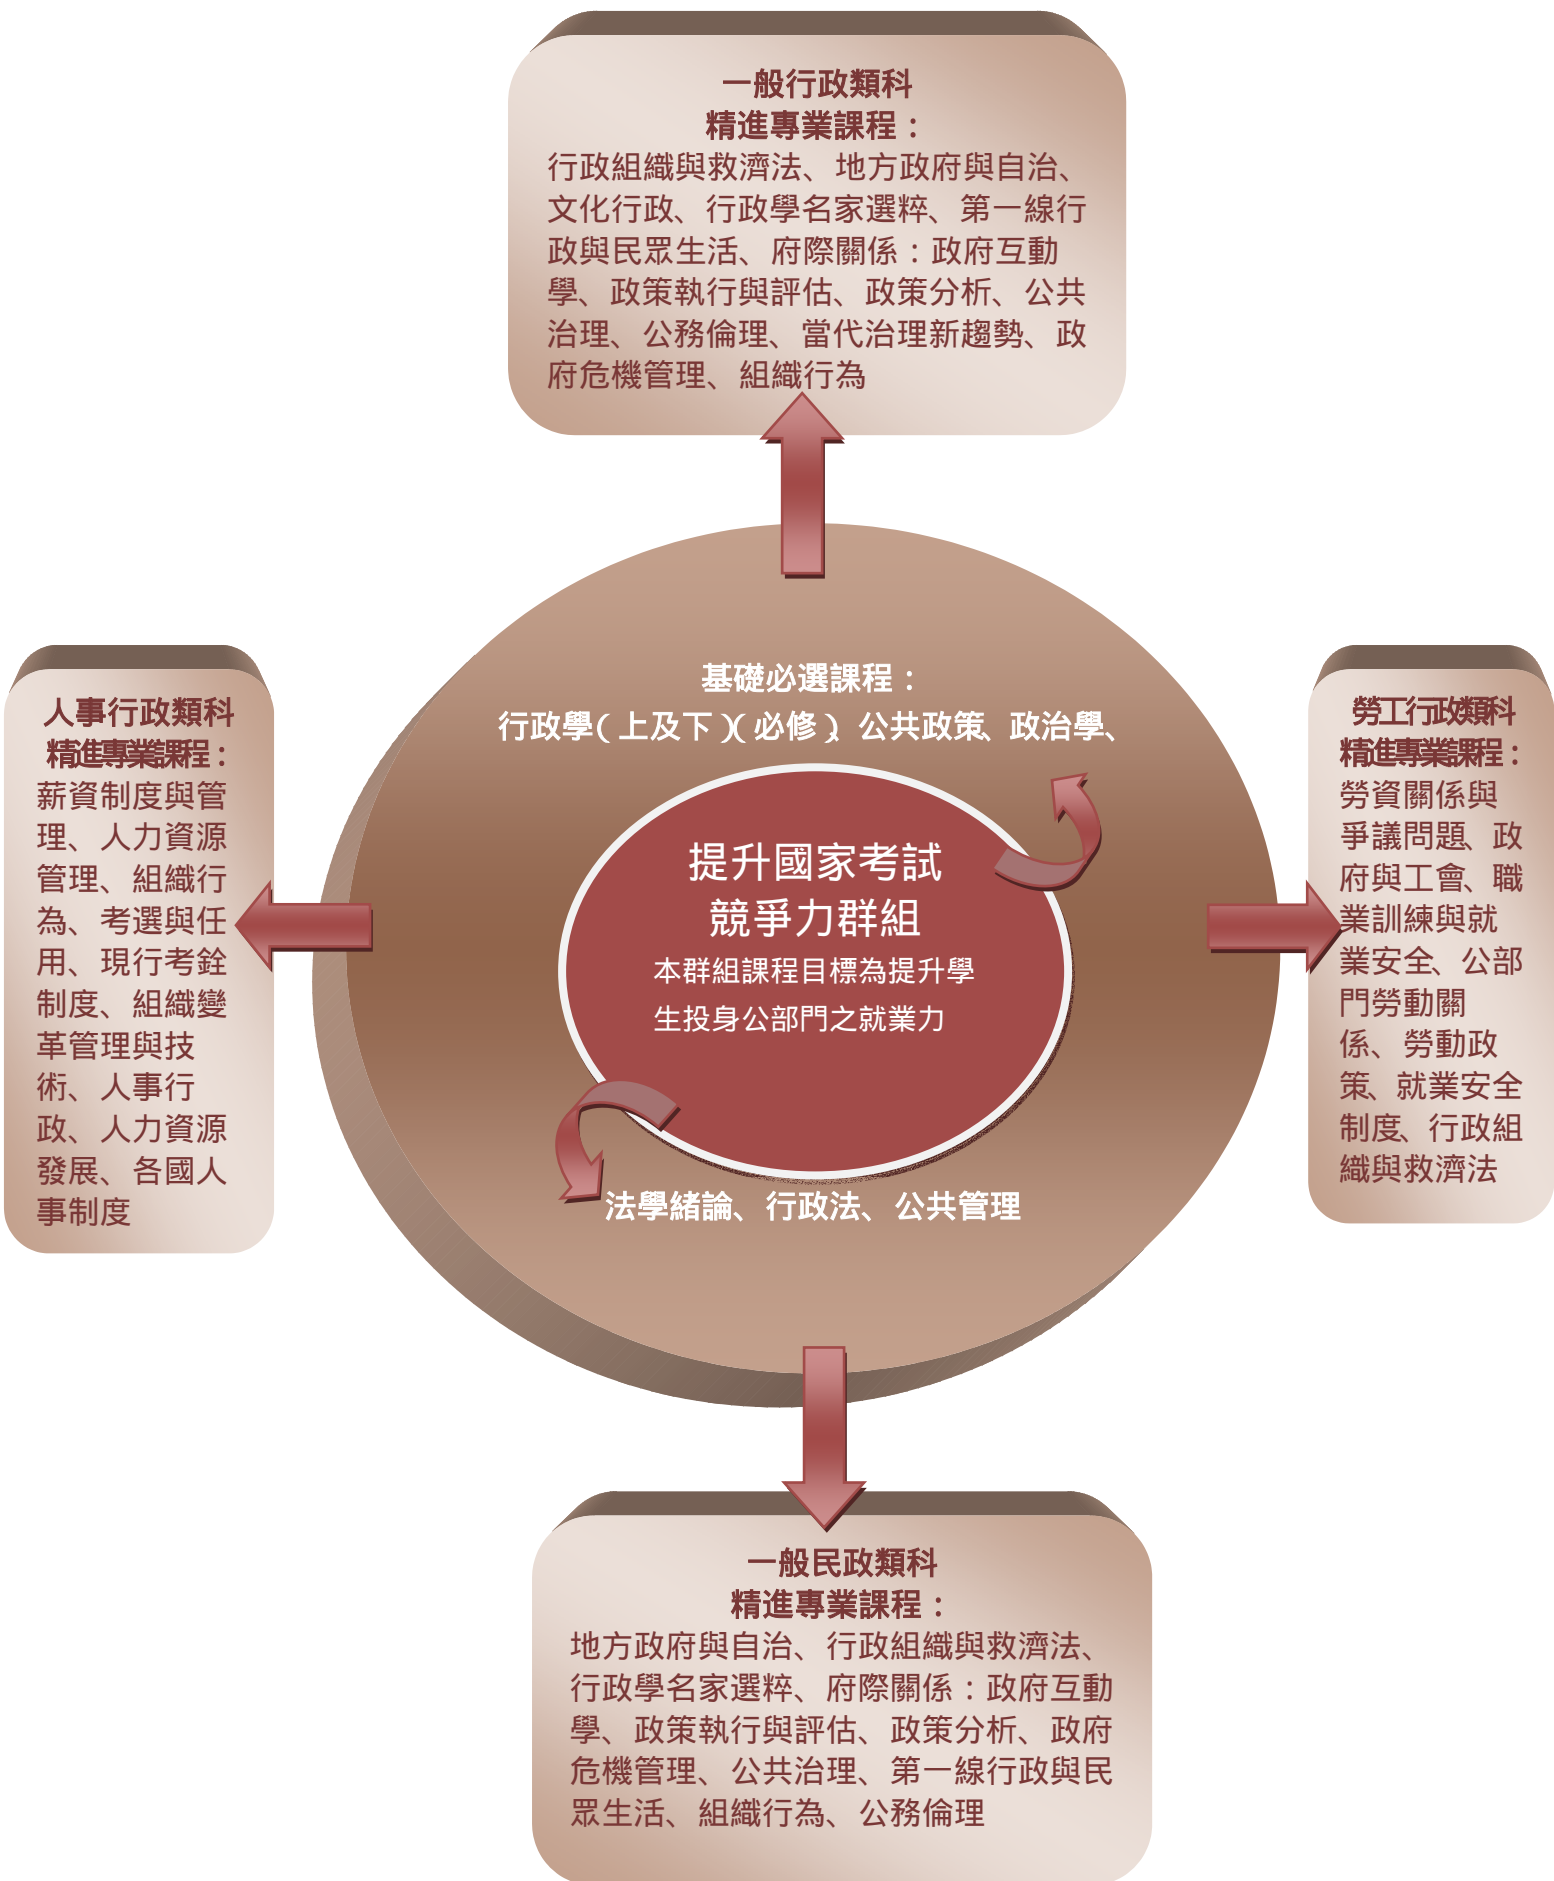 一般行政類科
精進專業課程：
行政組織與救濟法、地方政府與自治、
文化行政、行政學名家選粹、第一線行
政與民眾生活、府際關係：政府互動
學、政策執行與評估、政策分析、公共
治理、公務倫理、當代治理新趨勢、政
府危機管理、組織行為
基礎必選課程：
行政學（上及下）（必修）、公共政策、政治學、
提升國家考試
競爭力群組
本群組課程目標為提升學
生投身公部門之就業力
法學緒論、行政法、公共管理
人事行政類科
精進專業課程：
薪資制度與管
理、人力資源
管理、組織行
為、考選與任
用、現行考銓
制度、組織變
革管理與技
術、人事行
政、人力資源
發展、各國人
事制度
勞工行政類科
精進專業課程：
勞資關係與
爭議問題、政
府與工會、職
業訓練與就
業安全、公部
門勞動關
係、勞動政
策、就業安全
制度、行政組
織與救濟法
一般民政類科
精進專業課程：
地方政府與自治、行政組織與救濟法、
行政學名家選粹、府際關係：政府互動
學、政策執行與評估、政策分析、政府
危機管理、公共治理、第一線行政與民
眾生活、組織行為、公務倫理